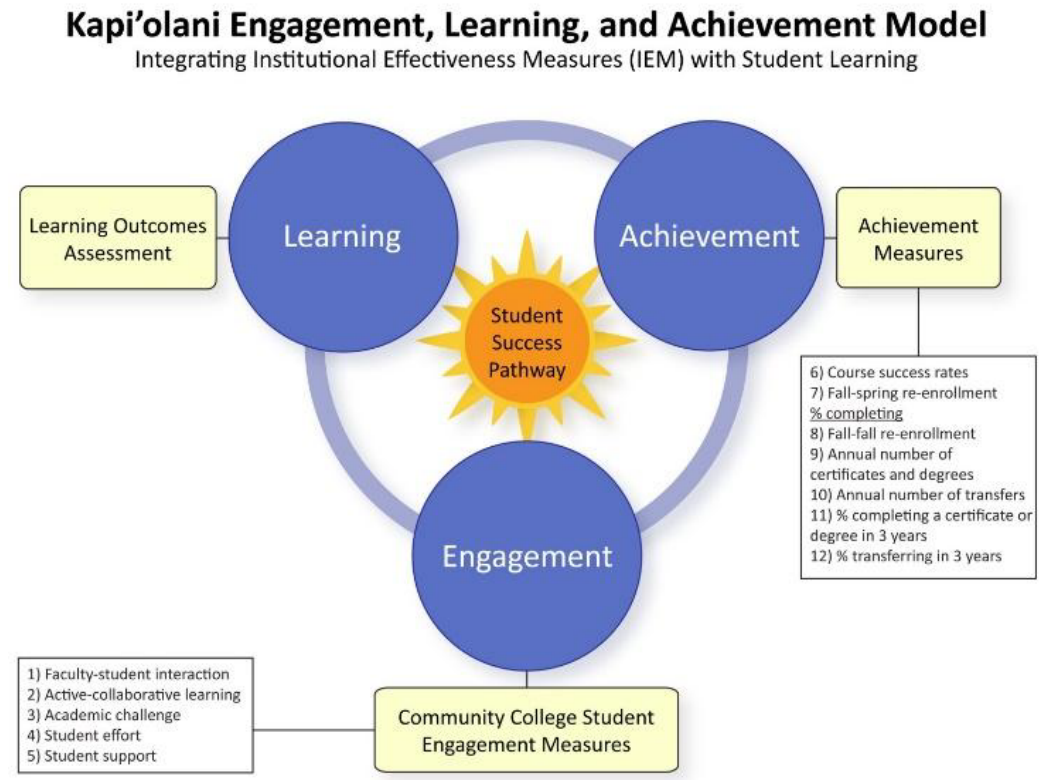 Kapi’olani Engagement, Learning, and Achievement Model
Integrating Institutional Effectiveness Measures (IEM) with Student Learning
Learning Outcomes
Assessment
Learning
Achievement
Achievement
Measures
Student
Success
Pathway
6) Course success rates
7) Fall-spring re-enrollment
% completing
8) Fall-fall re-enrollment
9) Annual number of
certificates and degrees
10) Annual number of transfers
11) % completing a certificate or
degree in 3 years
12) % transferring in 3 years
Engagement
1) Faculty-student interaction
2) Active-collaborative learning
3) Academic challenge
4) Student effort
5) Student support
Community College Student
Engagement Measures